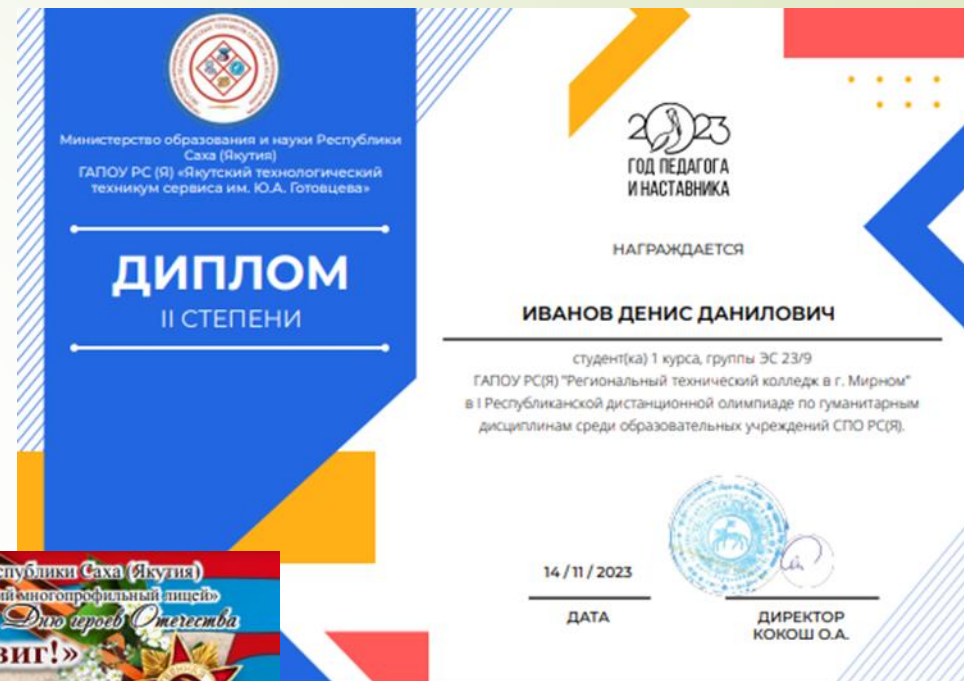 Министерство образования и науки Республики
Саха (Якутия)
ГАПОУ РС (Я) «Якутский технологический
техникум сервиса им. Ю.А. Готовцева»
ДИПЛОМ
II СТЕПЕНИ
2023
ГОД ПЕДАГОГА
И НАСТАВНИКА
НАГРАЖДАЕТСЯ
ИВАНОВ ДЕНИС ДАНИЛОВИЧ
студент(ка) 1 курса, группы ЭС 23/9
ГАПОУ РС(Я) "Региональный технический колледж в г. Мирном"
в I Республиканской дистанционной олимпиаде по гуманитарным
дисциплинам среди образовательных учреждений СПО РС(Я).
14 / 11 / 2023
ДАТА
ДИРЕКТОР
КОКОШ О.А.
спублики Саха (Якутия)
ий многопрофильный лицей»
Дню героев Отечества
виг!»